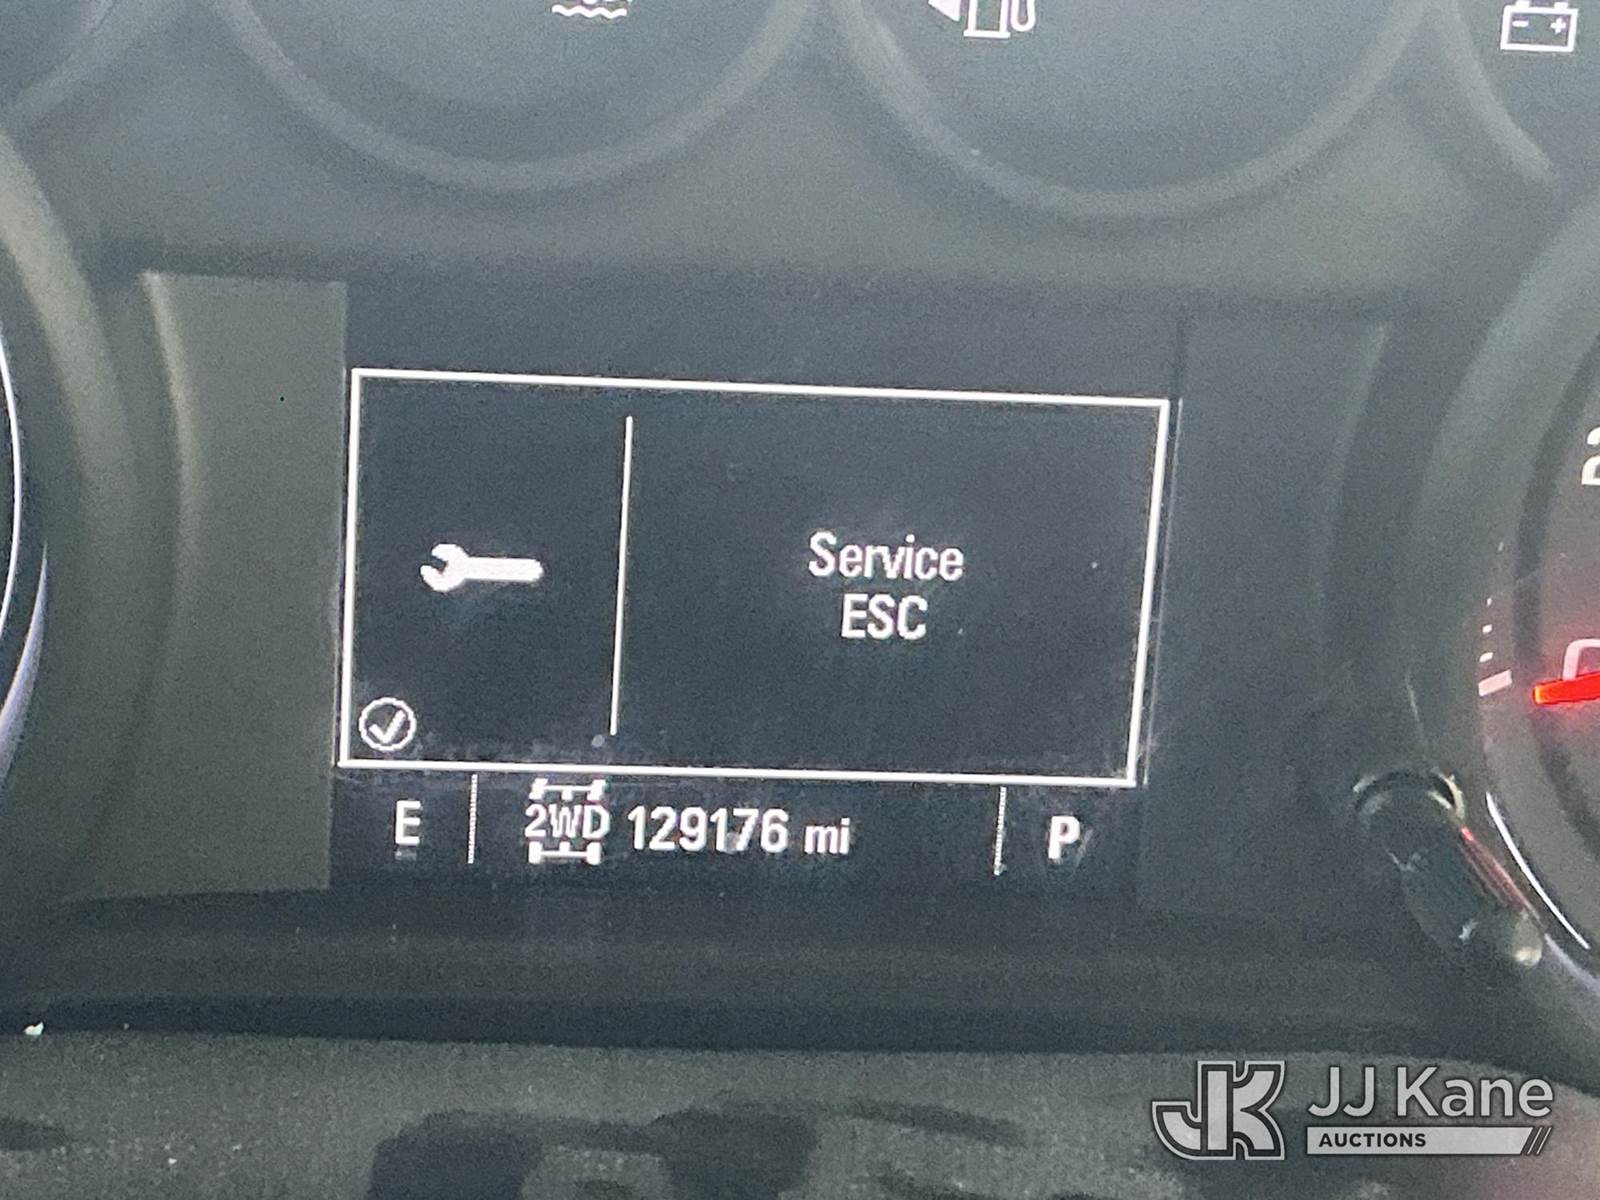 Service
ESC
E 2WD 129176 mi P
JJ Kane
AUCTIONS